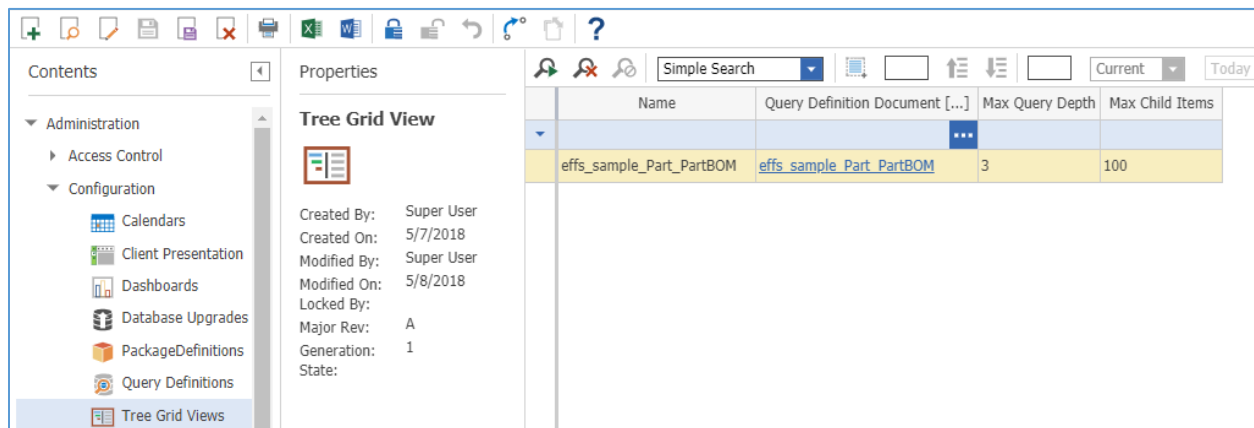 ?
Contents
Administration
Access Control
Configuration
Calendars
Client Presentation
Dashboards
Database Upgrades
PackageDefinitions
Query Definitions
Tree Grid Views
Properties
Tree Grid View
Created By: Super User
Created On: 5/7/2018
Modified By: Super User
Modified On: 5/8/2018
Locked By:
Major Rev: A
Generation: 1
State:
Simple Search Current Today
Name Query Definition Document [...] Max Query Depth Max Child Items
...
effs_sample_Part_PartBOM effs_sample_Part_PartBOM 3 100